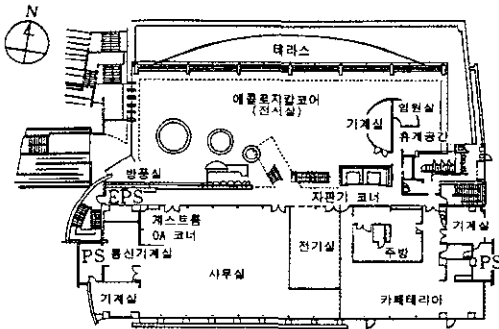 N
테라스
에콜로지칼코어
(전시실)
임원실
기계실
휴게공간
방풍실
EPS
자판기 코너
게스트룸
OA 코너
기계실
PS
통신기계실
사무실
전기실
주방
PS
기계실
카페테리아